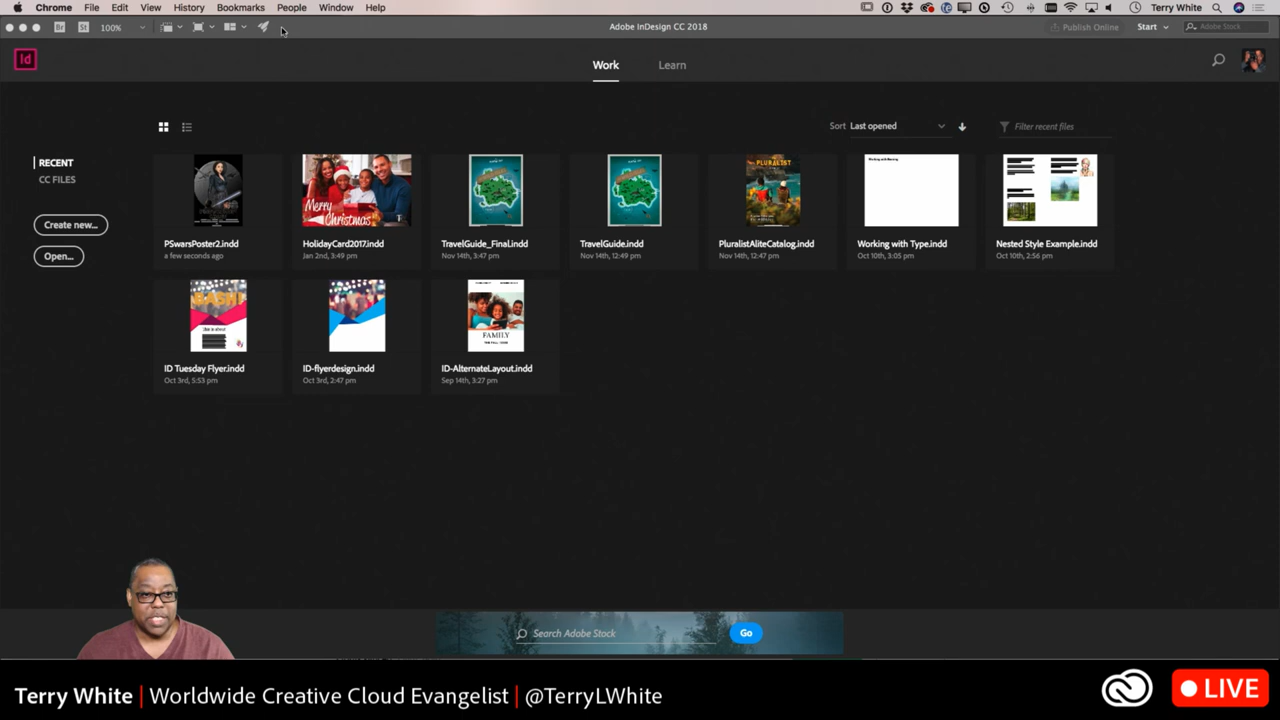 Chrome File Edit View History Bookmarks People Window Help Terry White
Br St 100% Adobe InDesign CC 2018 Publish Online Start Adobe Stock
Id Work Learn
Sort Last opened Filter recent files
RECENT
CC FILES
Create new...
Open...
PSwarsPoster2.indd
a few seconds ago
Merry
Christmas
HolidayCard2017.indd
Jan 2nd, 3:49 pm
TravelGuide_Final.indd
Nov 14th, 3:47 pm
TravelGuide.indd
Nov 14th, 12:49 pm
PLURALIST
PluralistAliteCatalog.indd
Nov 14th, 12:47 pm
Working with Type.indd
Oct 10th, 3:05 pm
Nested Style Example.indd
Oct 10th, 2:56 pm
BASH!
ID Tuesday Flyer.indd
Oct 3rd, 5:53 pm
ID-flyerdesign.indd
Oct 3rd, 2:47 pm
FAMILY
ID-AlternateLayout.indd
Sep 14th, 3:27 pm
Search Adobe Stock Go
Terry White | Worldwide Creative Cloud Evangelist | @TerryLWhite
LIVE